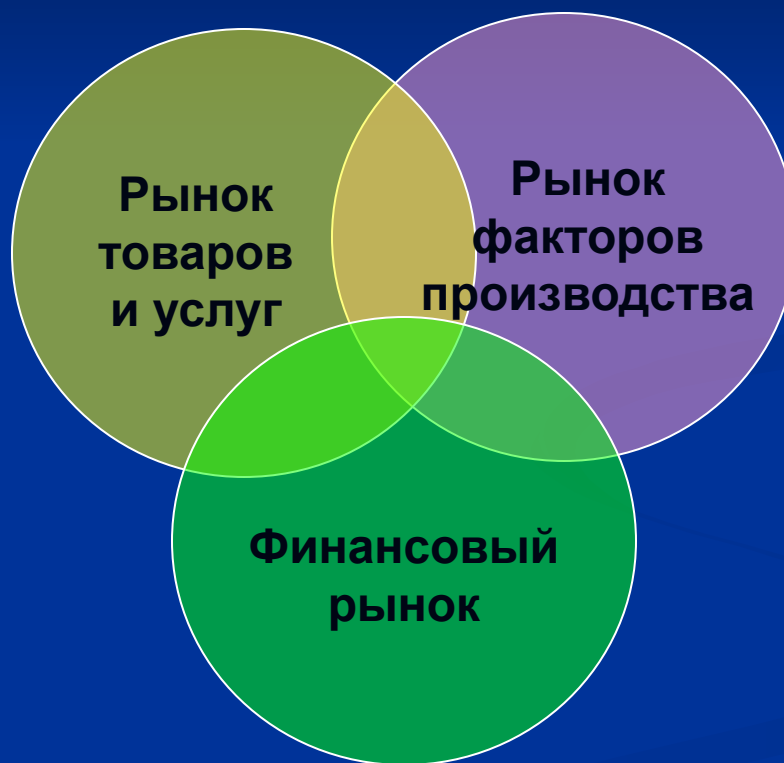 Рынок
товаров
и услуг
Рынок
факторов
производства
Финансовый
рынок